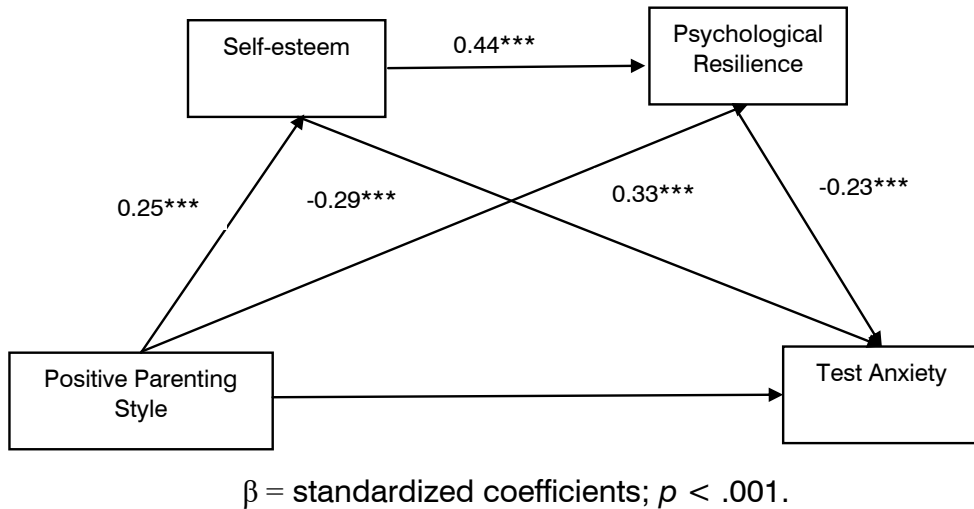 Self-esteem
0.44***
Psychological
Resilience
0.25***
-0.29***
0.33***
-0.23***
Positive Parenting
Style
Test Anxiety
β = standardized coefficients; p < .001.